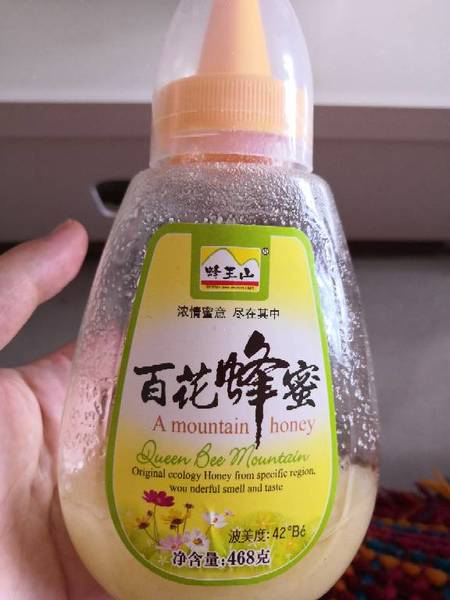 蜂王山
®
浓情蜜意 尽在其中
百花蜂蜜
A mountain honey
Queen Bee Mountain
Original ecology Honey from specific region,
wou nderful smell and taste
波美度: 42°Bé
净含量: 468克